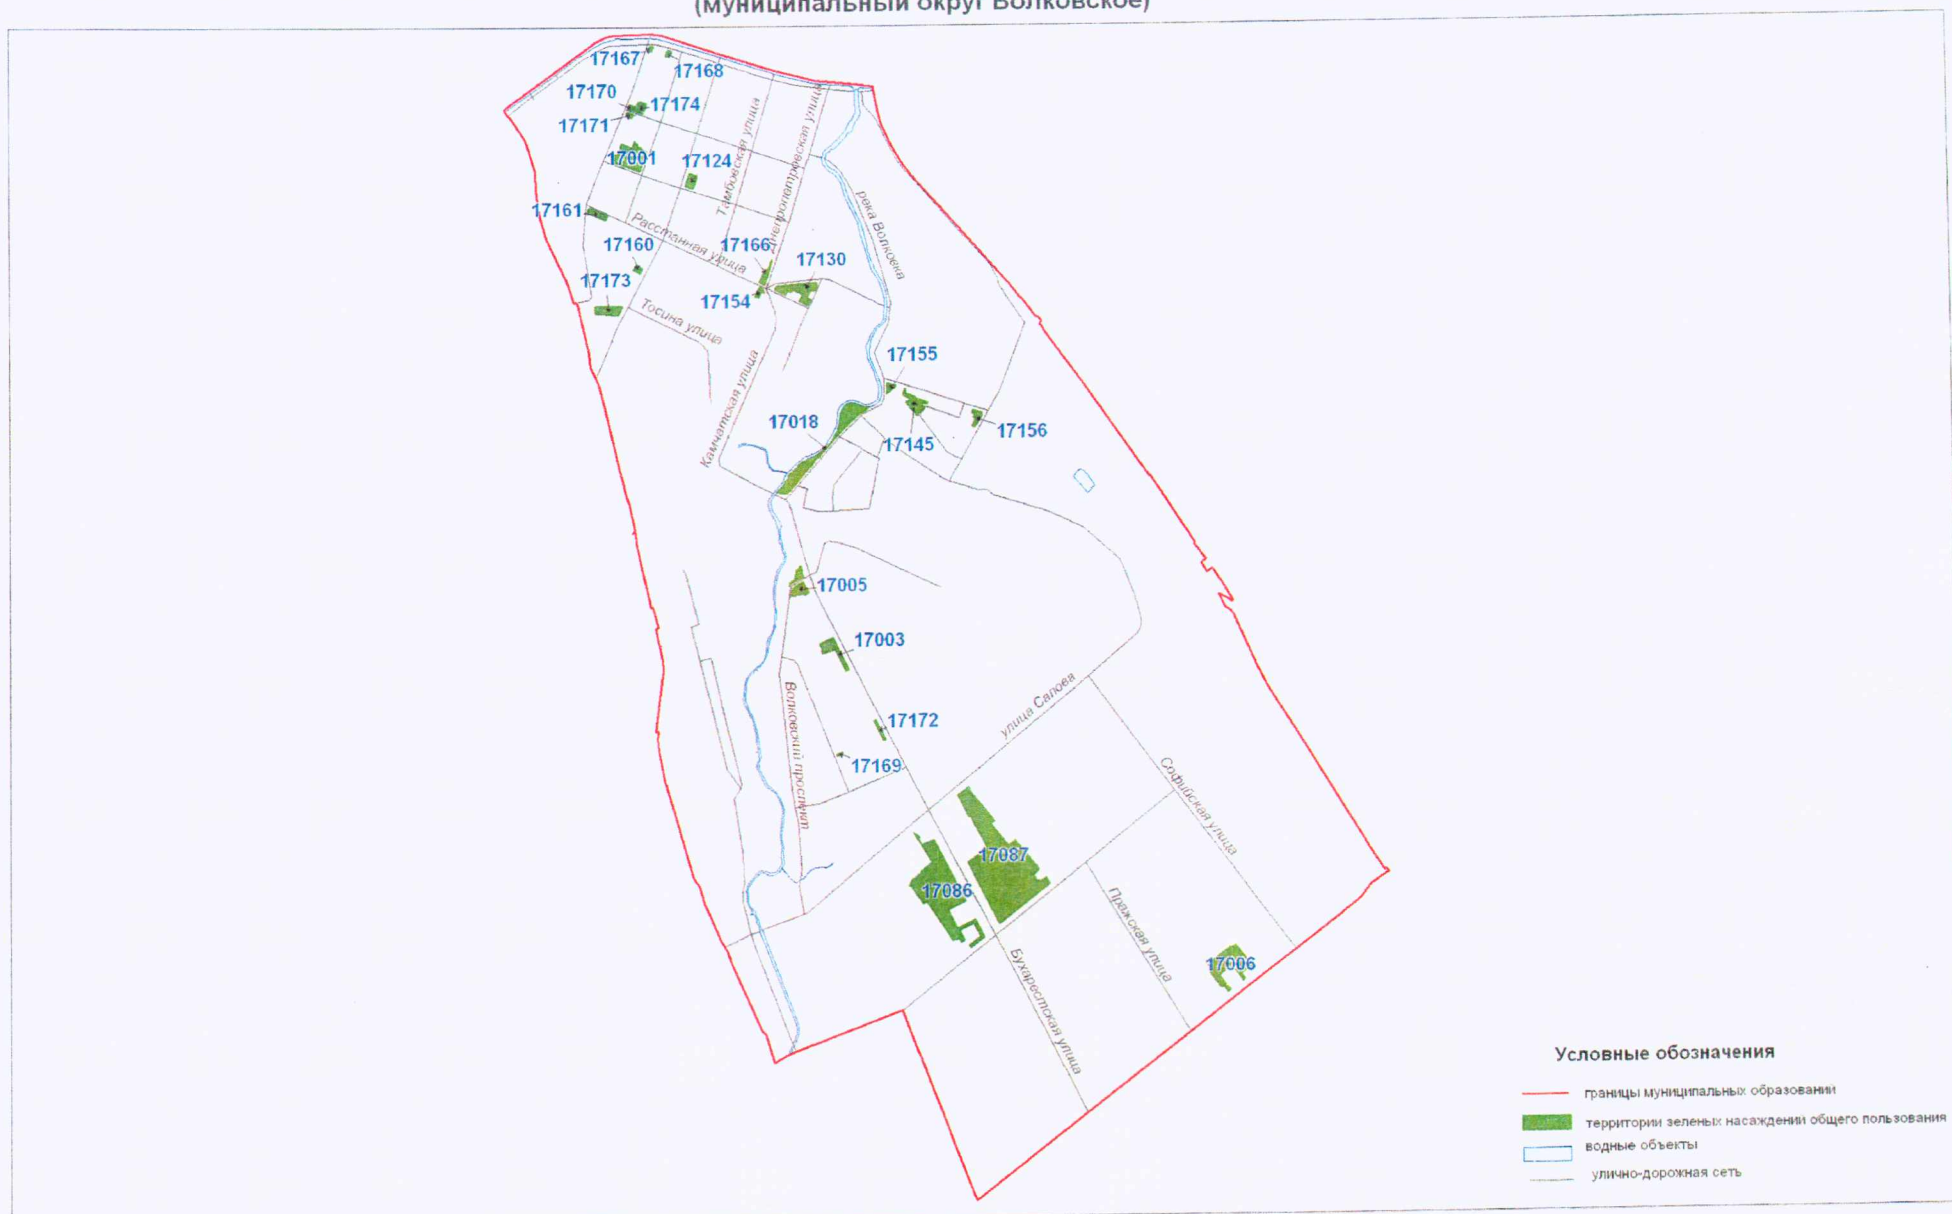 (муниципальный округ Волковское)
17167
17168
17170
17174
17171
17001
17124
Тамбовская улица
Днепропетровская улица
17161
Расстанная улица
река Волковка
17160
17166
17130
17173
17154
Тосина улица
17155
Камчатская улица
17018
17145
17156
17005
17003
Волковский проспект
17172
17169
улица Салова
Софийская улица
17087
17086
Пражская улица
17006
Бухарестская улица
Условные обозначения
границы муниципальных образований
территории зеленых насаждений общего пользования
водные объекты
улично-дорожная сеть